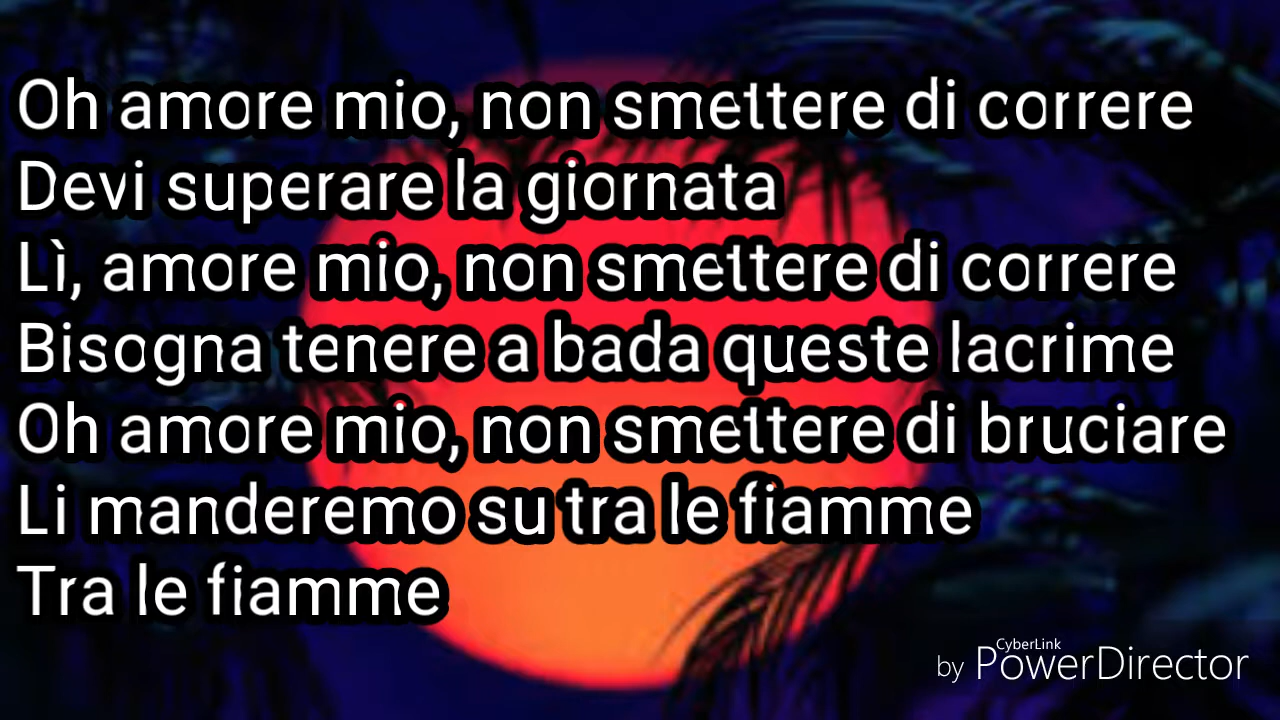 Oh amore mio, non smettere di correre
Devi superare la giornata
Lì, amore mio, non smettere di correre
Bisogna tenere a bada queste lacrime
Oh amore mio, non smettere di bruciare
Li manderemo su tra le fiamme
Tra le fiamme
CyberLink
by PowerDirector